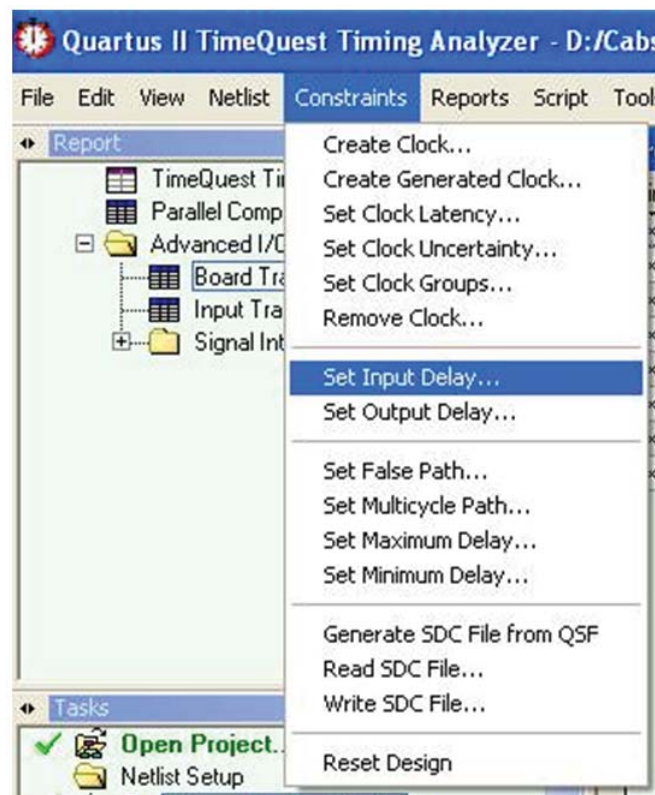 Quartus II TimeQuest Timing Analyzer - D:/Cabs
File Edit View Netlist Constraints Reports Script Tool
Report
TimeQuest Ti
Parallel Comp
Advanced I/O
Board Tra
Input Tra
Signal Int
Create Clock...
Create Generated Clock...
Set Clock Latency...
Set Clock Uncertainty...
Set Clock Groups...
Remove Clock...
Set Input Delay...
Set Output Delay...
Set False Path...
Set Multicycle Path...
Set Maximum Delay...
Set Minimum Delay...
Generate SDC File from QSF
Read SDC File...
Write SDC File...
Reset Design
Tasks
Open Project..
Netlist Setup